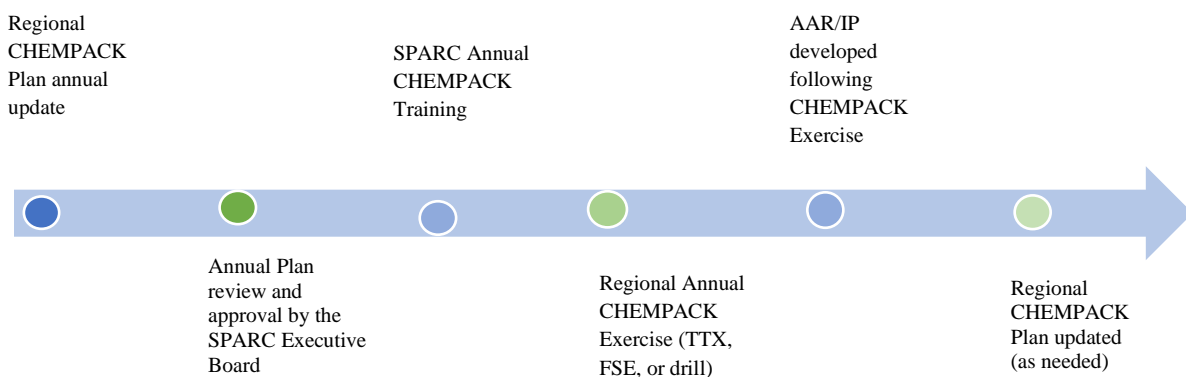 Regional
CHEMPACK
Plan annual
update
Annual Plan
review and
approval by the
SPARC Executive
Board
SPARC Annual
CHEMPACK
Training
Regional Annual
CHEMPACK
Exercise (TTX,
FSE, or drill)
AAR/IP
developed
following
CHEMPACK
Exercise
Regional
CHEMPACK
Plan updated
(as needed)